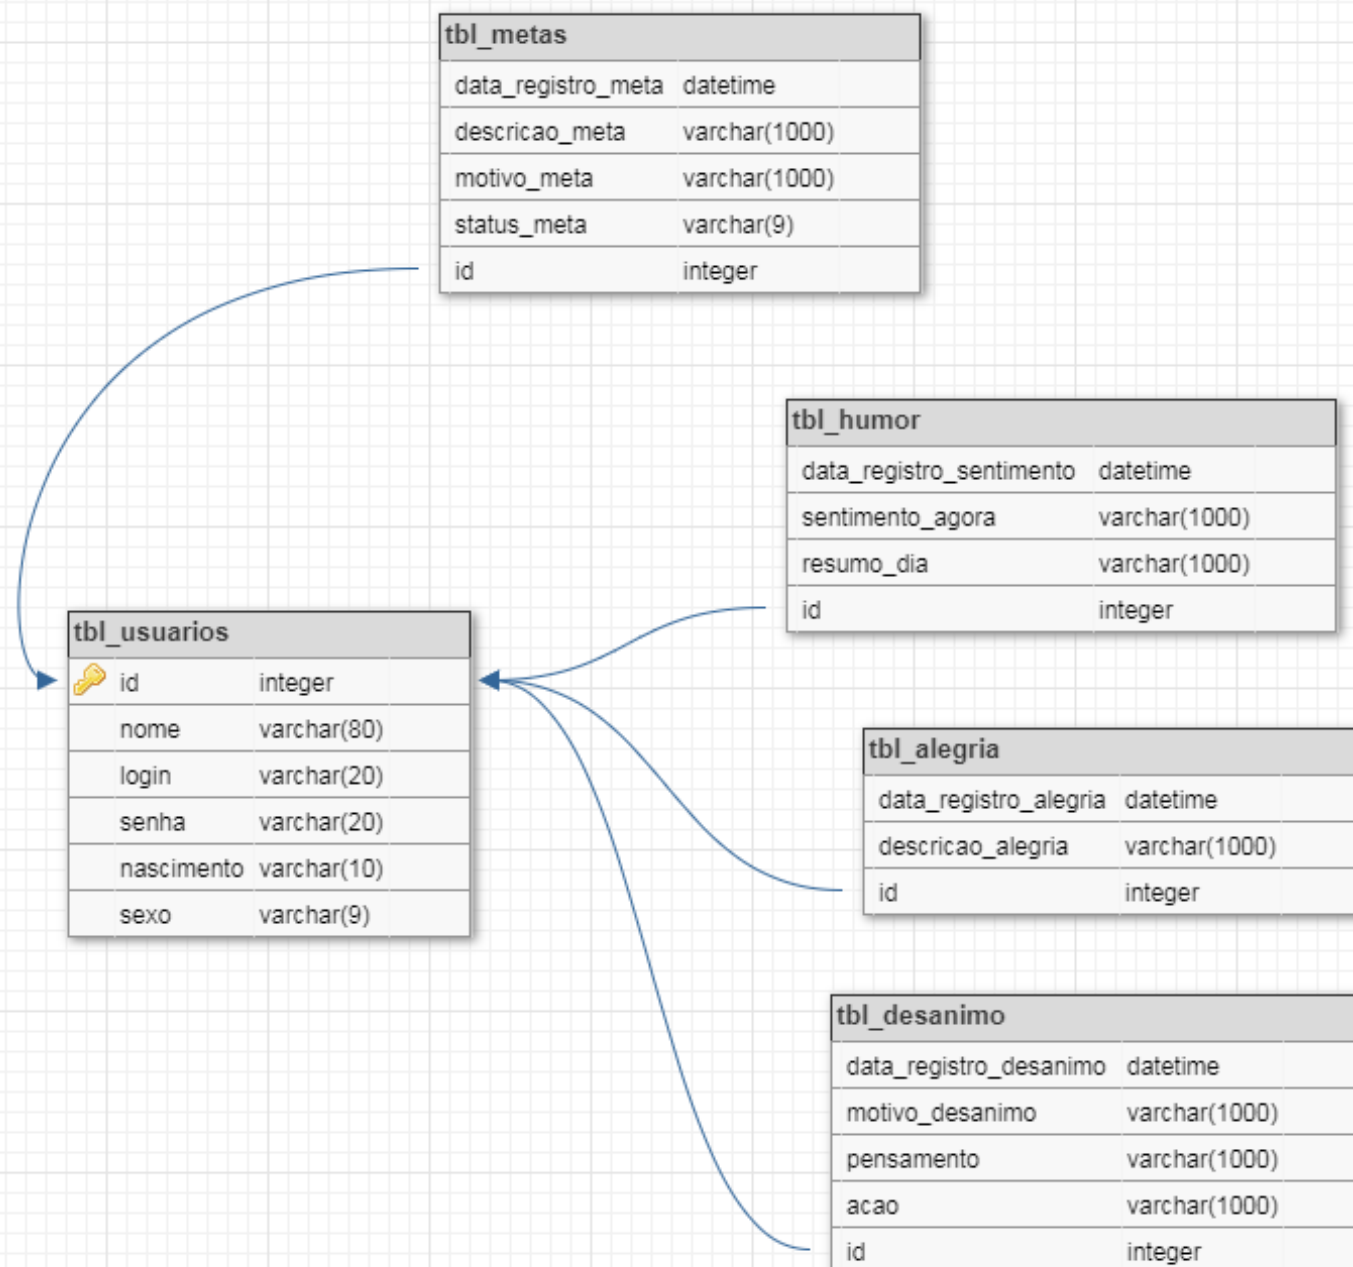 tbl_metas
data_registro_meta datetime
descricao_meta varchar(1000)
motivo_meta varchar(1000)
status_meta varchar(9)
id integer
tbl_humor
data_registro_sentimento datetime
sentimento_agora varchar(1000)
resumo_dia varchar(1000)
id integer
tbl_usuarios
id integer
nome varchar(80)
login varchar(20)
senha varchar(20)
nascimento varchar(10)
sexo varchar(9)
tbl_alegria
data_registro_alegria datetime
descricao_alegria varchar(1000)
id integer
tbl_desanimo
data_registro_desanimo datetime
motivo_desanimo varchar(1000)
pensamento varchar(1000)
acao varchar(1000)
id integer